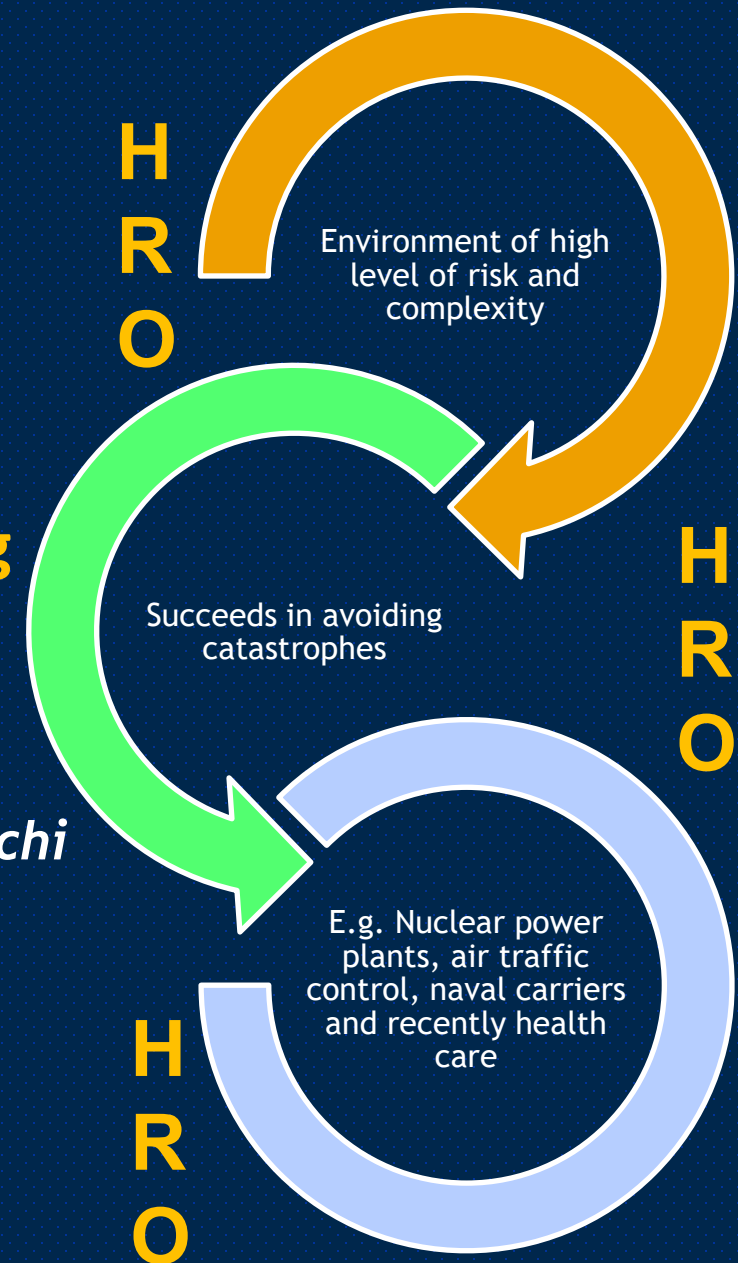 H
R
O
Environment of high
level of risk and
complexity
g
H
R
O
Succeeds in avoiding
catastrophes
chi
E.g. Nuclear power
plants, air traffic
control, naval carriers
and recently health
care
H
R
O